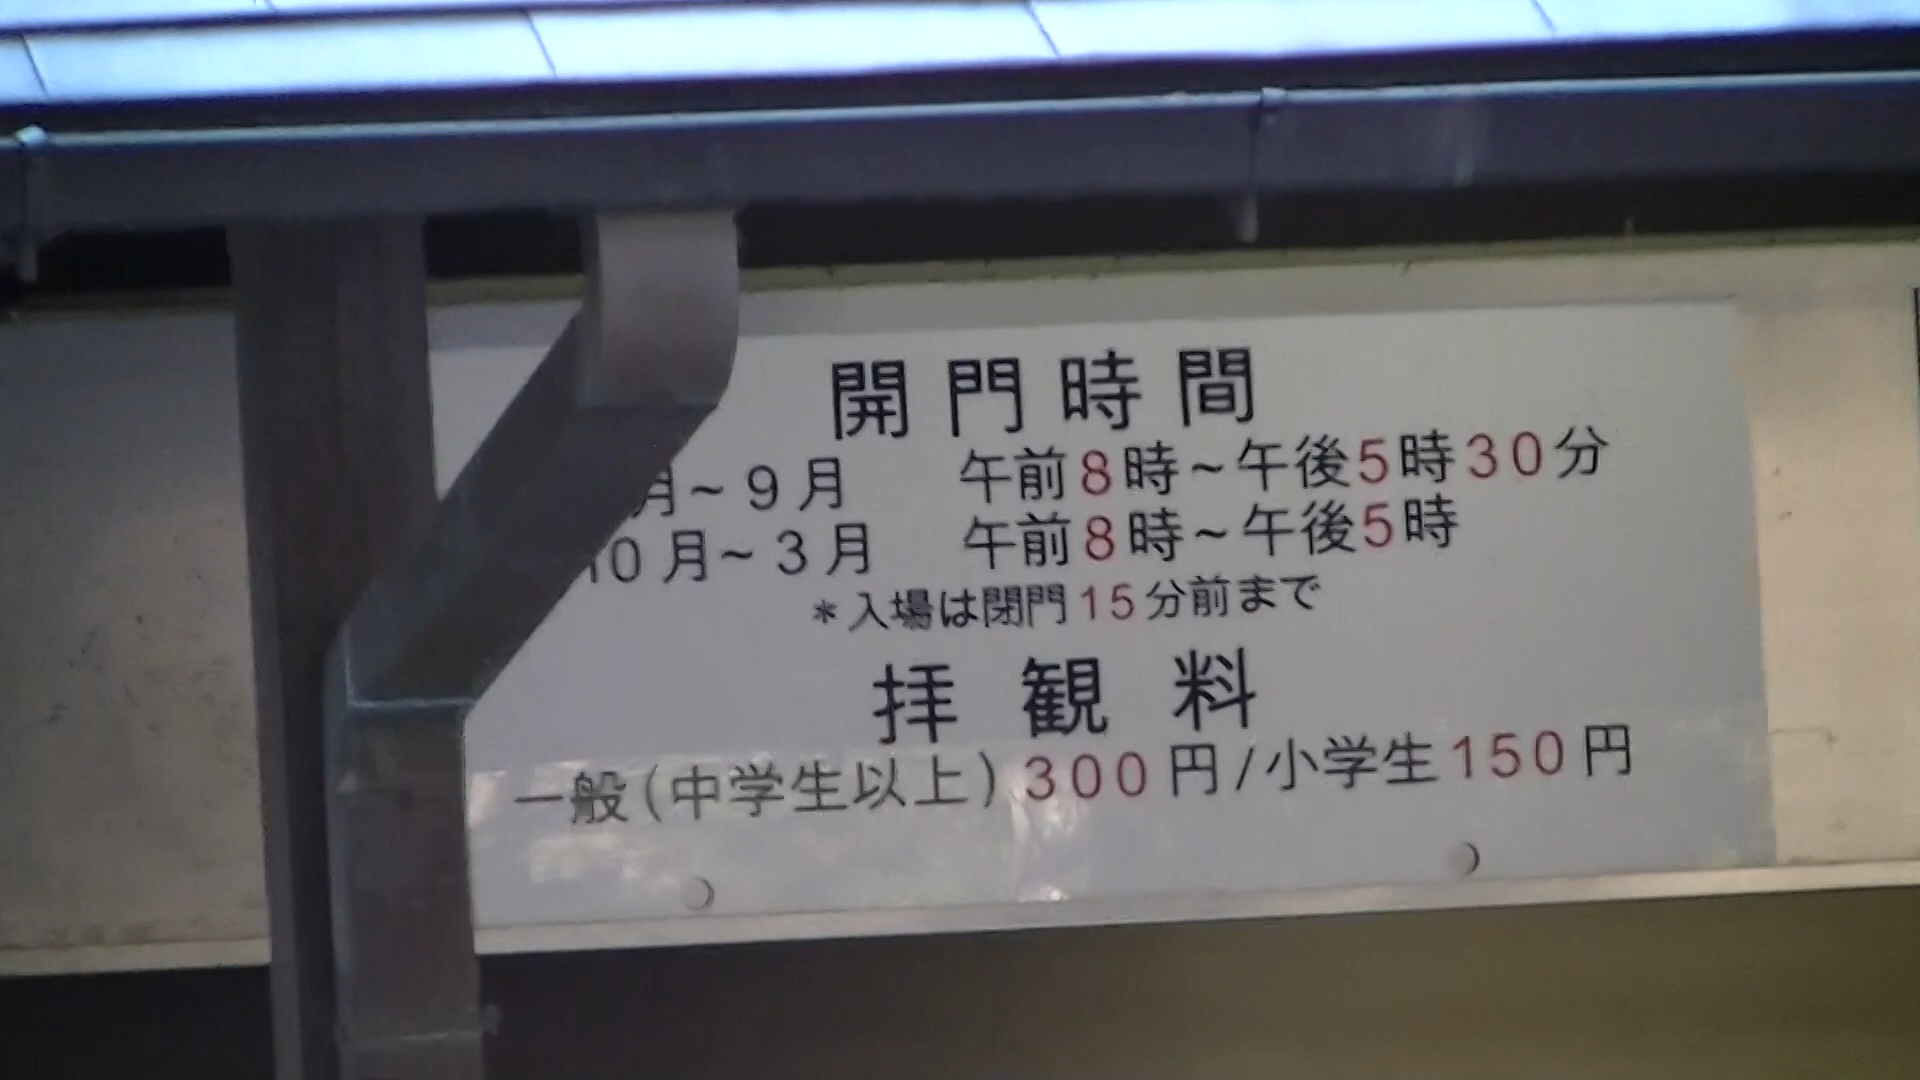 開門時間
月~9月 午前8時~午後5時30分
10月~3月 午前8時~午後5時
*入場は閉門15分前まで
拝観料
一般(中学生以上)300円/小学生150円